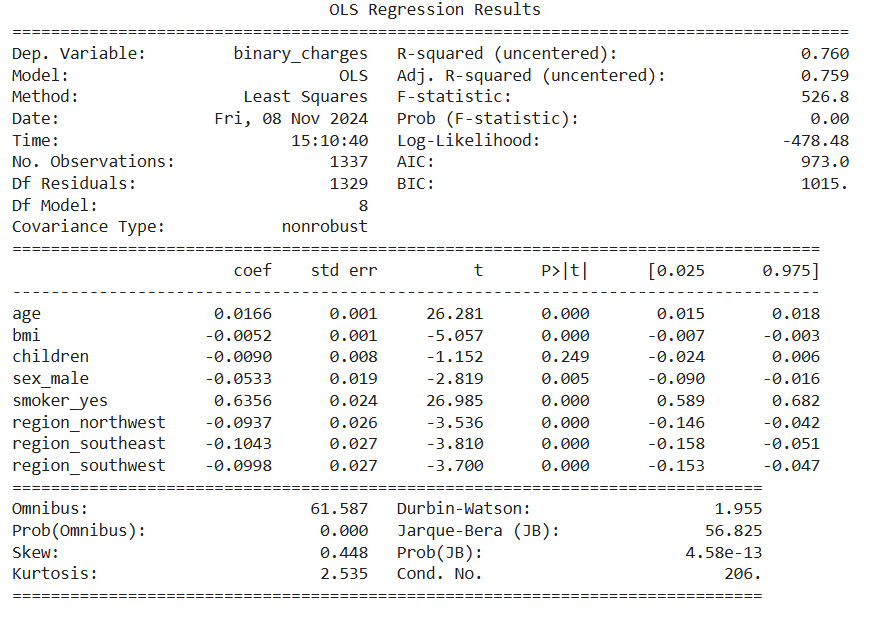 OLS Regression Results
==============================================================================
Dep. Variable: binary_charges R-squared (uncentered): 0.760
Model: OLS Adj. R-squared (uncentered): 0.759
Method: Least Squares F-statistic: 526.8
Date: Fri, 08 Nov 2024 Prob (F-statistic): 0.00
Time: 15:10:40 Log-Likelihood: -478.48
No. Observations: 1337 AIC: 973.0
Df Residuals: 1329 BIC: 1015.
Df Model: 8
Covariance Type: nonrobust
==============================================================================
coef std err t P>|t| [0.025 0.975]
------------------------------------------------------------------------------
age 0.0166 0.001 26.281 0.000 0.015 0.018
bmi -0.0052 0.001 -5.057 0.000 -0.007 -0.003
children -0.0090 0.008 -1.152 0.249 -0.024 0.006
sex_male -0.0533 0.019 -2.819 0.005 -0.090 -0.016
smoker_yes 0.6356 0.024 26.985 0.000 0.589 0.682
region_northwest -0.0937 0.026 -3.536 0.000 -0.146 -0.042
region_southeast -0.1043 0.027 -3.810 0.000 -0.158 -0.051
region_southwest -0.0998 0.027 -3.700 0.000 -0.153 -0.047
==============================================================================
Omnibus: 61.587 Durbin-Watson: 1.955
Prob(Omnibus): 0.000 Jarque-Bera (JB): 56.825
Skew: 0.448 Prob(JB): 4.58e-13
Kurtosis: 2.535 Cond. No. 206.
==============================================================================